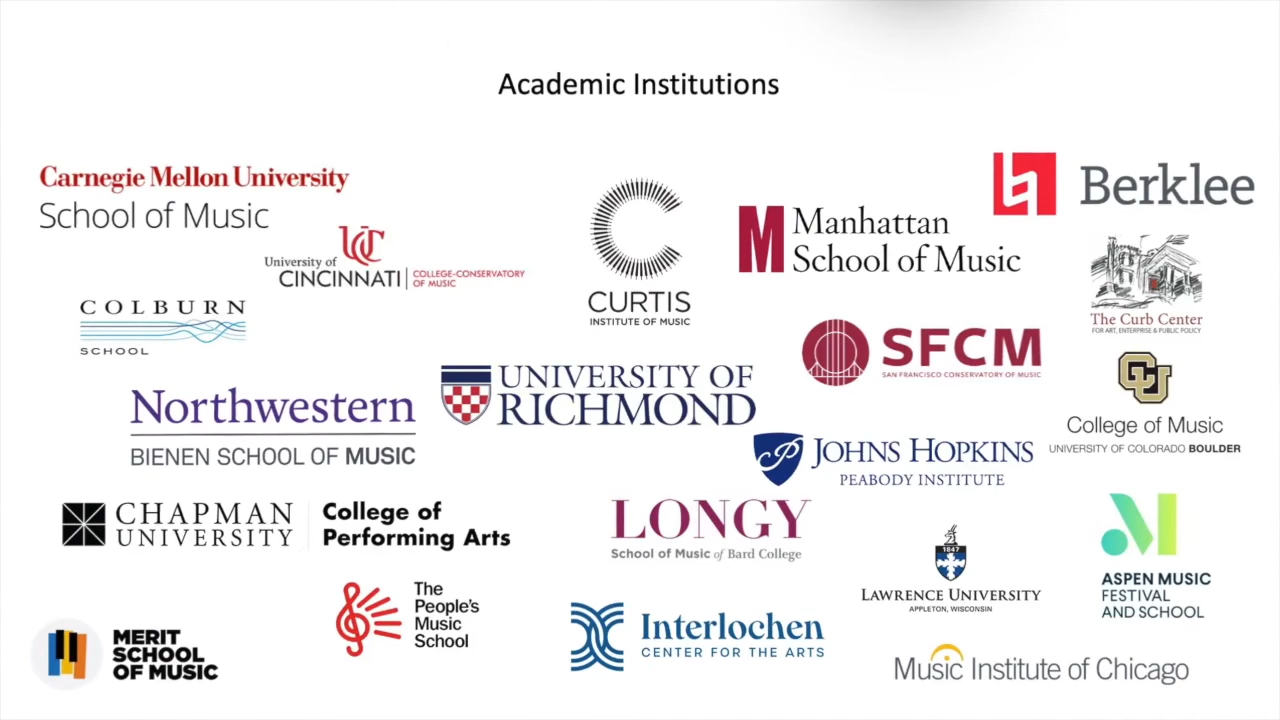 Academic Institutions
Carnegie Mellon University
School of Music
UC
University of
CINCINNATI
COLLEGE-CONSERVATORY
OF MUSIC
CURTIS
INSTITUTE OF MUSIC
M
Manhattan
School of Music
Berklee
The Curb Center
FOR ART, ENTERPRISE & PUBLIC POLICY
COLBURN
SCHOOL
SFCM
SAN FRANCISCO CONSERVATORY OF MUSIC
UNIVERSITY OF
RICHMOND
Northwestern
BIENEN SCHOOL OF MUSIC
CU
College of Music
UNIVERSITY OF COLORADO BOULDER
P
JOHNS HOPKINS
PEABODY INSTITUTE
CHAPMAN
UNIVERSITY
College of
Performing Arts
LONGY
School of Music of Bard College
1847
LAWRENCE UNIVERSITY
APPLETON, WISCONSIN
ASPEN MUSIC
FESTIVAL
AND SCHOOL
The
People's
Music
School
Interlochen
CENTER FOR THE ARTS
MERIT
SCHOOL
OF MUSIC
Music Institute of Chicago